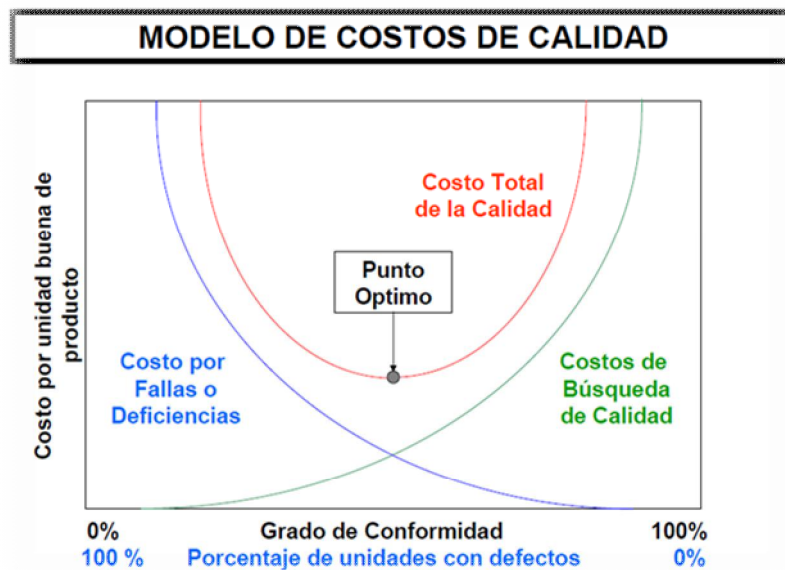 MODELO DE COSTOS DE CALIDAD
Costo por unidad buena de
producto
Costo Total
de la Calidad
Punto
Optimo
Costo por
Fallas o
Deficiencias
Costos de
Búsqueda
de Calidad
0% Grado de Conformidad 100%
100 % Porcentaje de unidades con defectos 0%